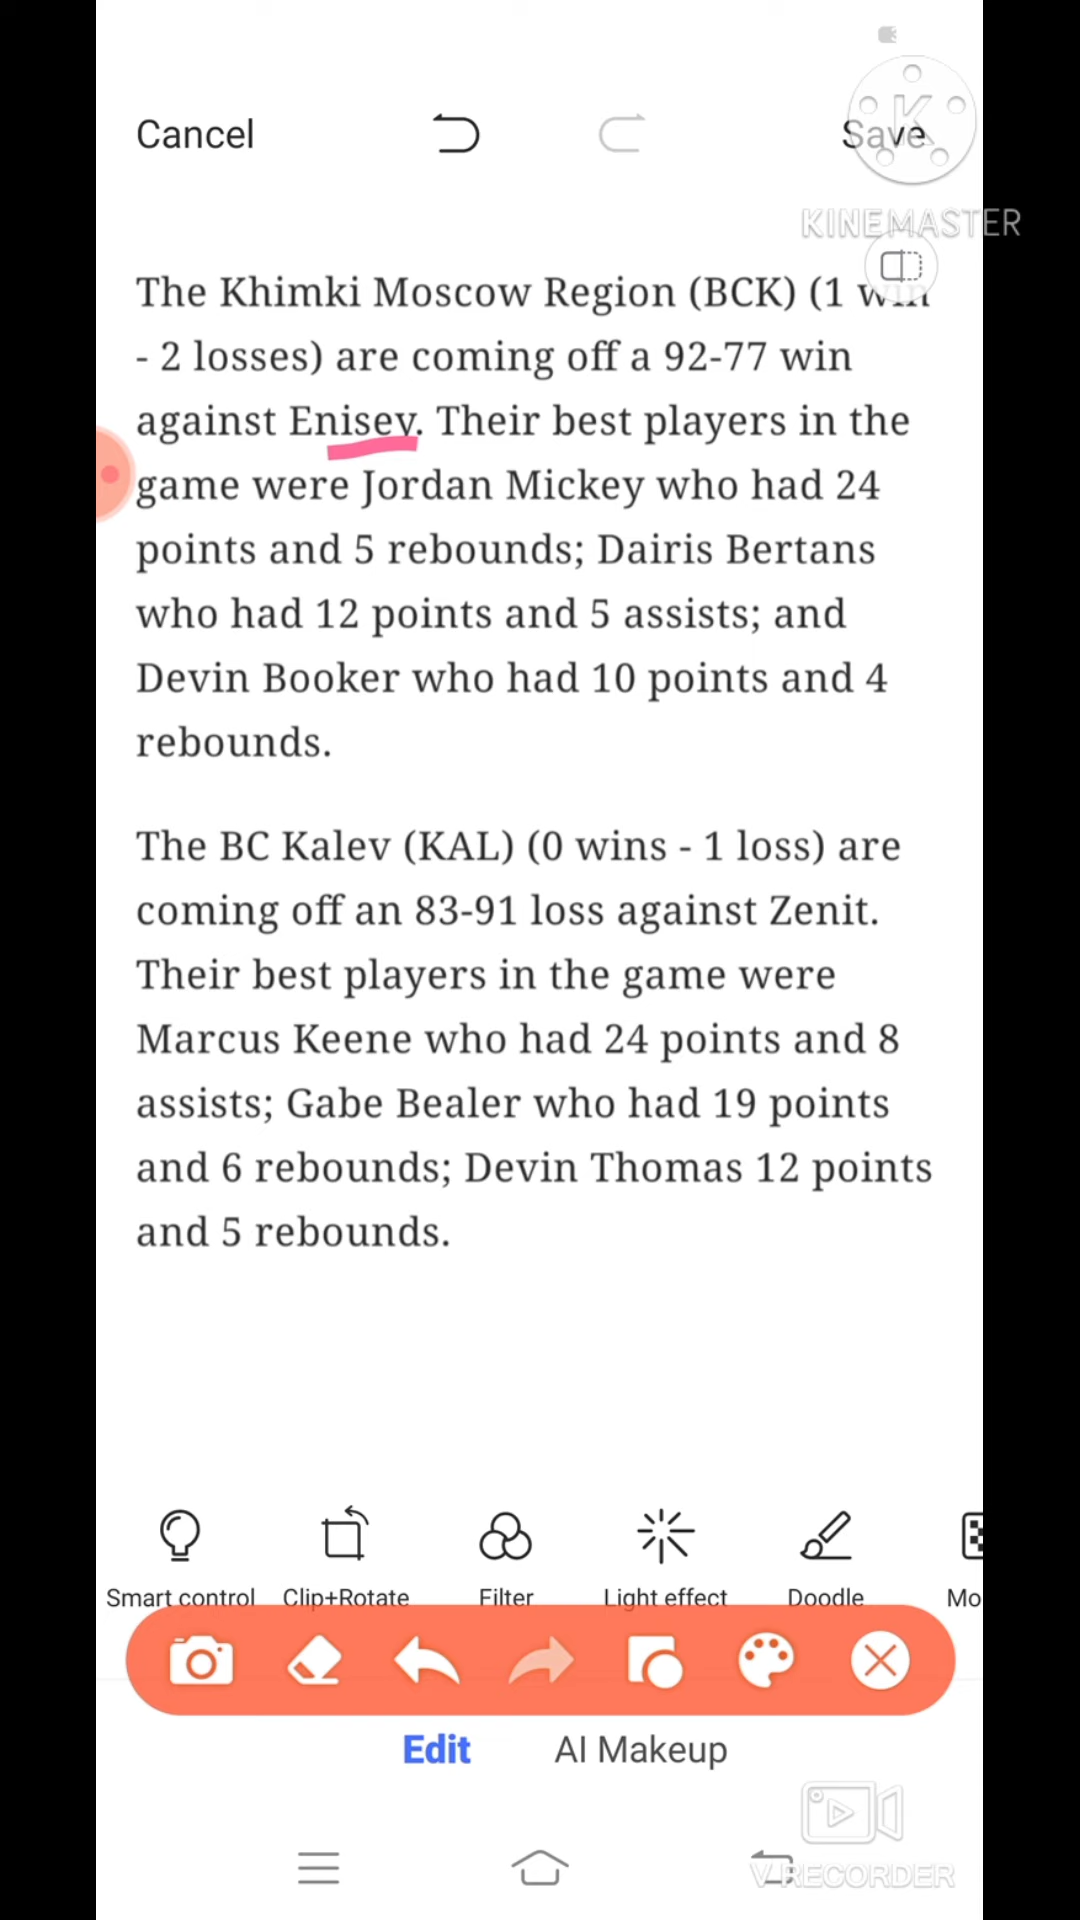 Cancel
Save
KINEMASTER
The Khimki Moscow Region (BCK) (1 win
- 2 losses) are coming off a 92-77 win
against Enisey. Their best players in the
game were Jordan Mickey who had 24
points and 5 rebounds; Dairis Bertans
who had 12 points and 5 assists; and
Devin Booker who had 10 points and 4
rebounds.
The BC Kalev (KAL) (0 wins - 1 loss) are
coming off an 83-91 loss against Zenit.
Their best players in the game were
Marcus Keene who had 24 points and 8
assists; Gabe Bealer who had 19 points
and 6 rebounds; Devin Thomas 12 points
and 5 rebounds.
Smart control Clip+Rotate Filter Light effect Doodle Mo
Edit AI Makeup
V RECORDER